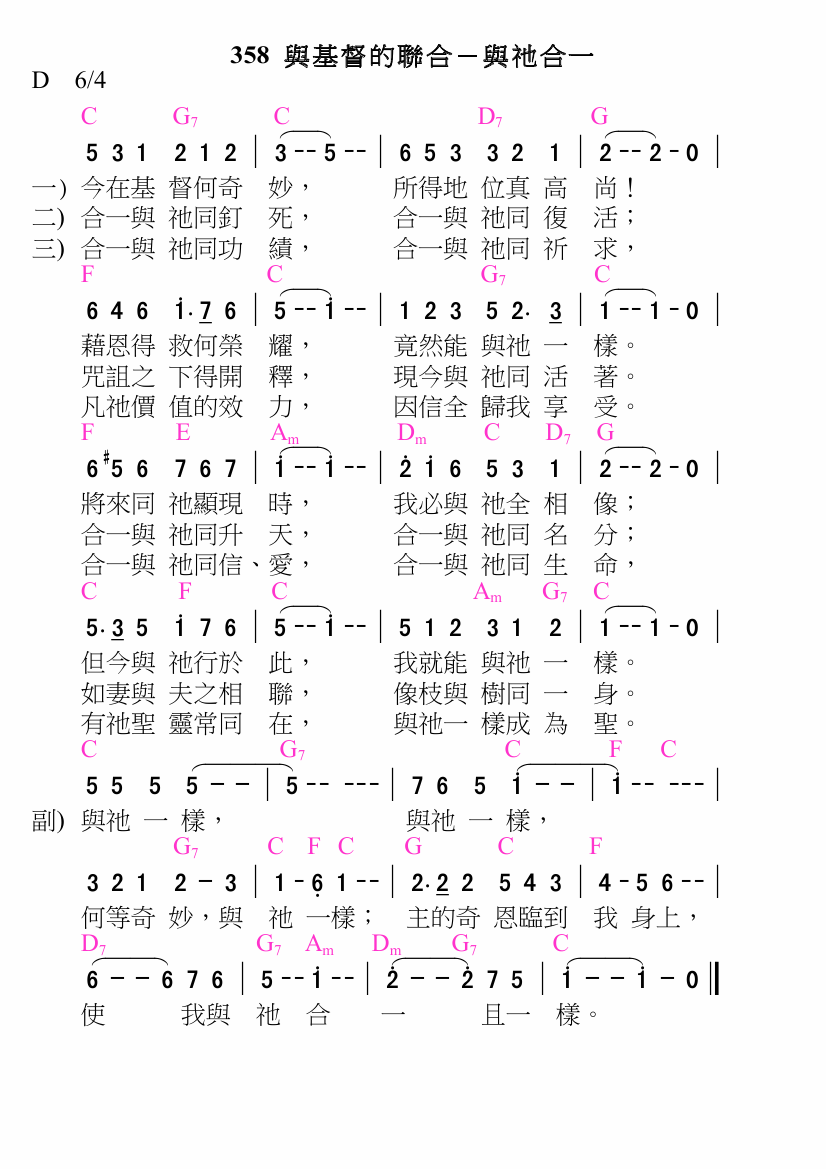 358 與基督的聯合－與祂合一
D 6/4
C G7 C D7 G
5 3 1 2 1 2 | 3 -- 5 -- | 6 5 3 3 2 1 | 2 -- 2 - 0 |
一) 今在基 督何奇 妙， 所得地 位真 高 尚！
二) 合一與 祂同釘 死， 合一與 祂同 復 活；
三) 合一與 祂同功 績， 合一與 祂同 祈 求，
F C G7 C
6 4 6 i. 7 6 | 5 -- i -- | 1 2 3 5 2. 3 | 1 -- 1 - 0 |
藉恩得 救何榮 耀， 竟然能 與祂 一 樣。
咒詛之 下得開 釋， 現今與 祂同 活 著。
凡祂價 值的效 力， 因信全 歸我 享 受。
F E Am Dm C D7 G
6 #5 6 7 6 7 | i -- i -- | 2̇ i 6 5 3 1 | 2 -- 2 - 0 |
將來同 祂顯現 時， 我必與 祂全 相 像；
合一與 祂同升 天， 合一與 祂同 名 分；
合一與 祂同信、愛， 合一與 祂同 生 命，
C F C Am G7 C
5. 3 5 i 7 6 | 5 -- i -- | 5 1 2 3 1 2 | 1 -- 1 - 0 |
但今與 祂行於 此， 我就能 與祂 一 樣。
如妻與 夫之相 聯， 像枝與 樹同 一 身。
有祂聖 靈常同 在， 與祂一 樣成 為 聖。
C G7 C F C
5 5 5 5 - - | 5 -- --- | 7 6 5 i - - | i -- --- |
副) 與祂 一 樣， 與祂 一 樣，
G7 C F C G C F
3 2 1 2 - 3 | 1 - 6̣ 1 -- | 2. 2 2 5 4 3 | 4 - 5 6 -- |
何等奇 妙，與 祂 一樣； 主的奇 恩臨到 我 身上，
D7 G7 Am Dm G7 C
6 - - 6 7 6 | 5 -- i -- | 2̇ - - 2̇ 7 5 | i - - i - 0 ||
使 我與 祂 合 一 且一 樣。